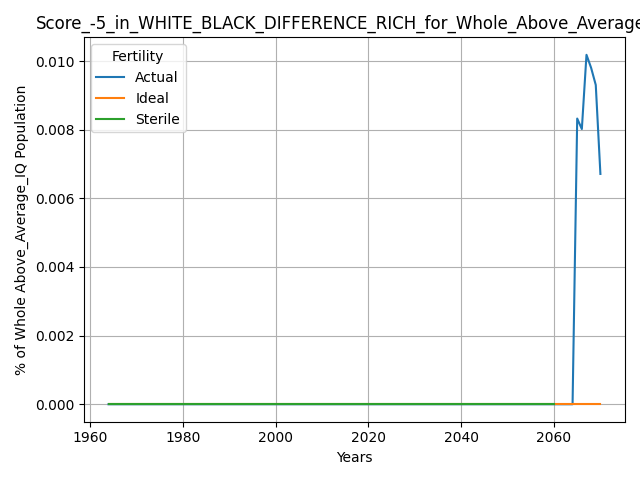 Score_-5_in_WHITE_BLACK_DIFFERENCE_RICH_for_Whole_Above_Average
Fertility
Actual
Ideal
Sterile
% of Whole Above_Average_IQ Population
0.010
0.008
0.006
0.004
0.002
0.000
1960 1980 2000 2020 2040 2060
Years